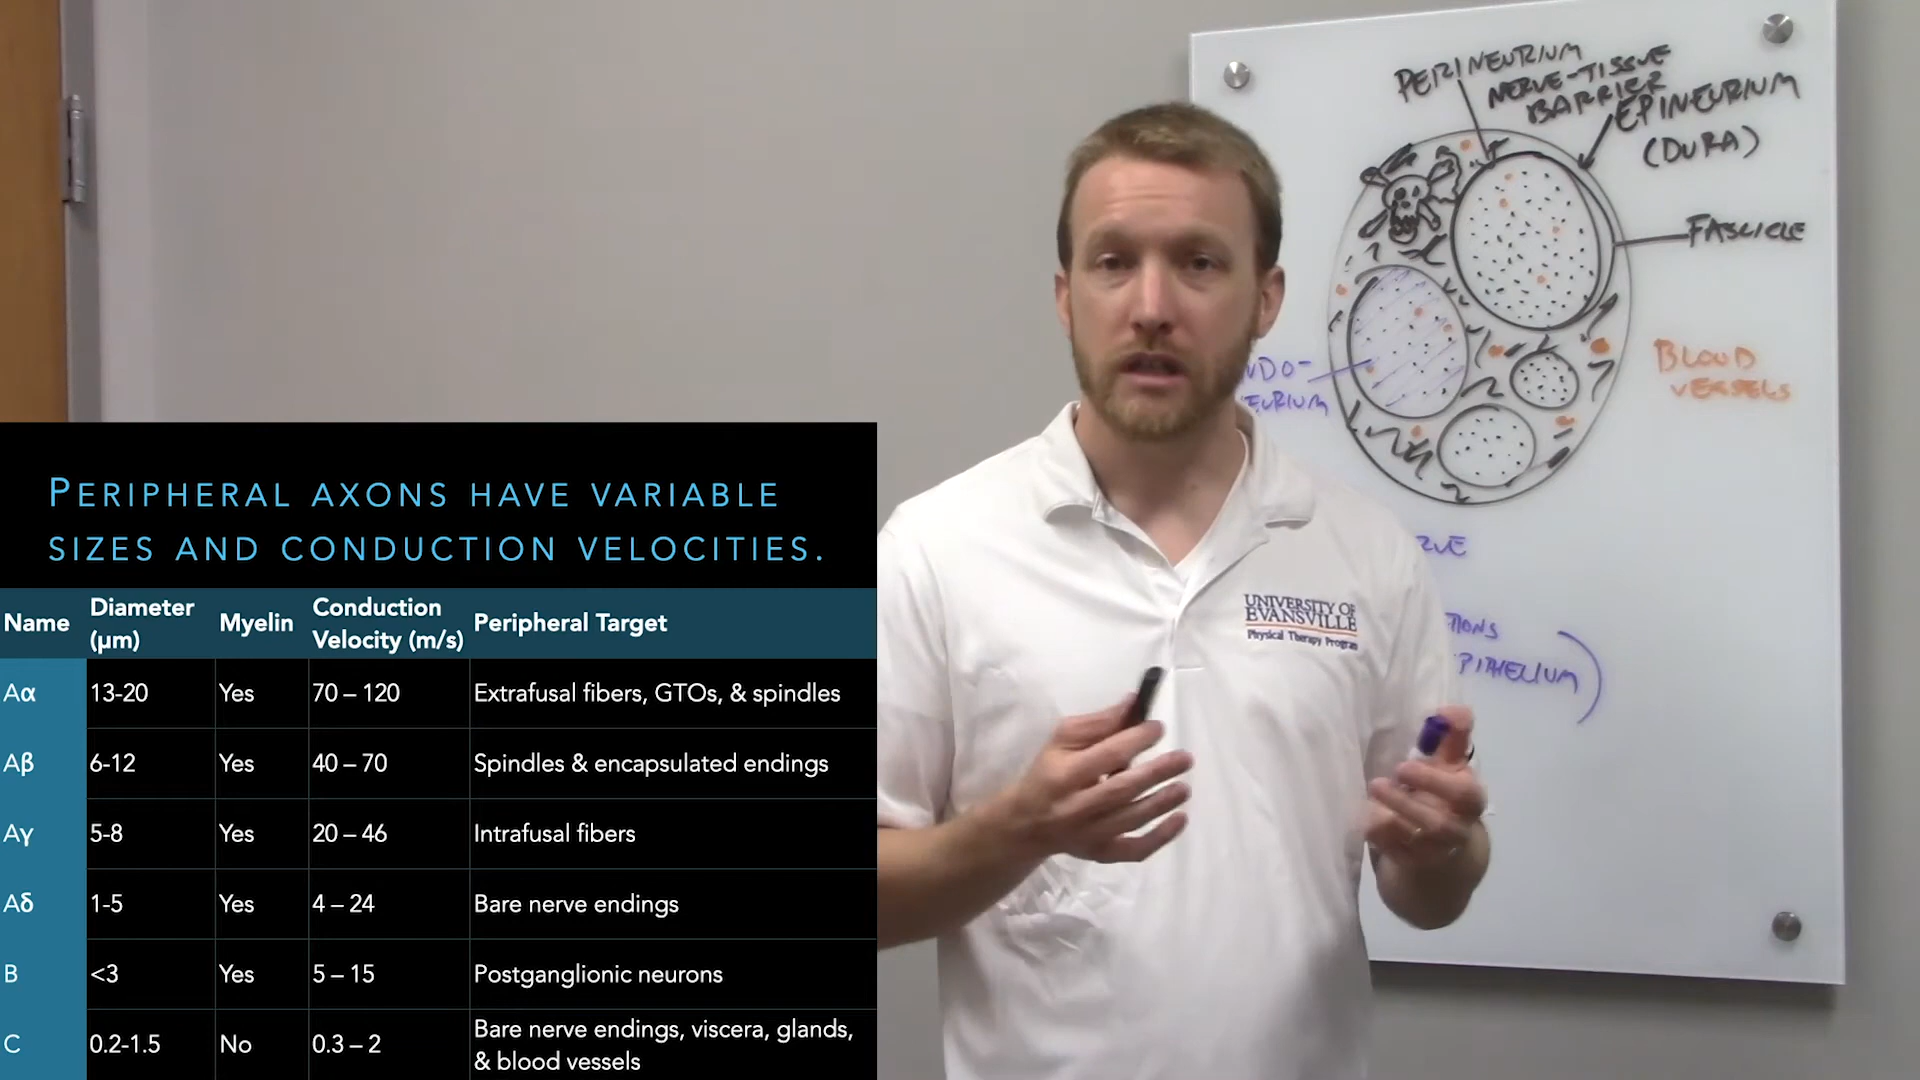 PERIPHERAL AXONS HAVE VARIABLE
SIZES AND CONDUCTION VELOCITIES.
Name Diameter (µm) Myelin Conduction Velocity (m/s) Peripheral Target
Aα 13-20 Yes 70 – 120 Extrafusal fibers, GTOs, & spindles
Aβ 6-12 Yes 40 – 70 Spindles & encapsulated endings
Aγ 5-8 Yes 20 – 46 Intrafusal fibers
Aδ 1-5 Yes 4 – 24 Bare nerve endings
B <3 Yes 5 – 15 Postganglionic neurons
C 0.2-1.5 No 0.3 – 2 Bare nerve endings, viscera, glands,
& blood vessels
PERINEURIUM
NERVE-TISSUE
BARRIER
EPINEURIUM
(DURA)
FASCICLE
BLOOD
VESSELS
UNIVERSITY OF
EVANSVILLE
Physical Therapy Program